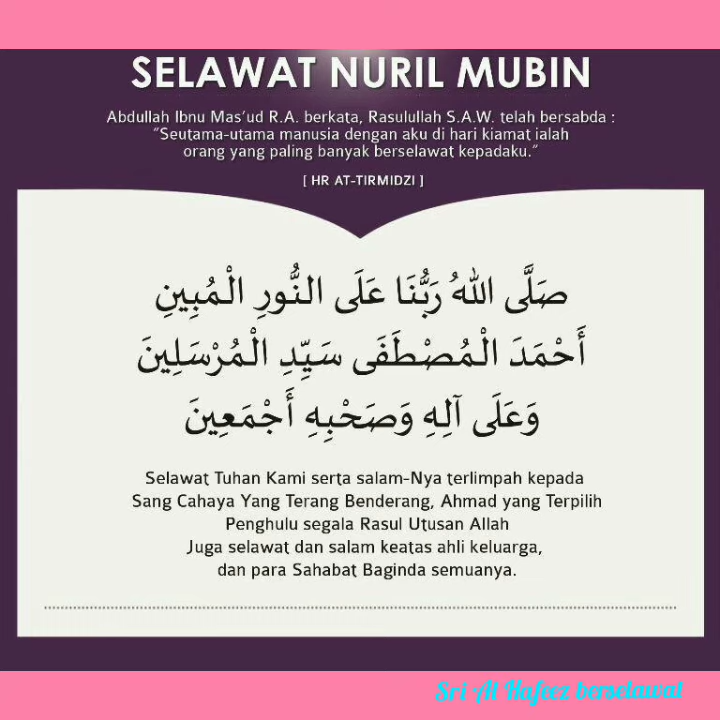 SELAWAT NURIL MUBIN
Abdullah Ibnu Mas'ud R.A. berkata, Rasulullah S.A.W. telah bersabda :
"Seutama-utama manusia dengan aku di hari kiamat ialah
orang yang paling banyak berselawat kepadaku."
[ HR AT-TIRMIDZI ]
صَلَّى اللهُ رَبُّنَا عَلَى النُّورِ الْمُبِينِ
أَحْمَدَ الْمُصْطَفَى سَيِّدِ الْمُرْسَلِينَ
وَعَلَى آلِهِ وَصَحْبِهِ أَجْمَعِينَ
Selawat Tuhan Kami serta salam-Nya terlimpah kepada
Sang Cahaya Yang Terang Benderang, Ahmad yang Terpilih
Penghulu segala Rasul Utusan Allah
Juga selawat dan salam keatas ahli keluarga,
dan para Sahabat Baginda semuanya.
Sri Al Hafeez berselawat